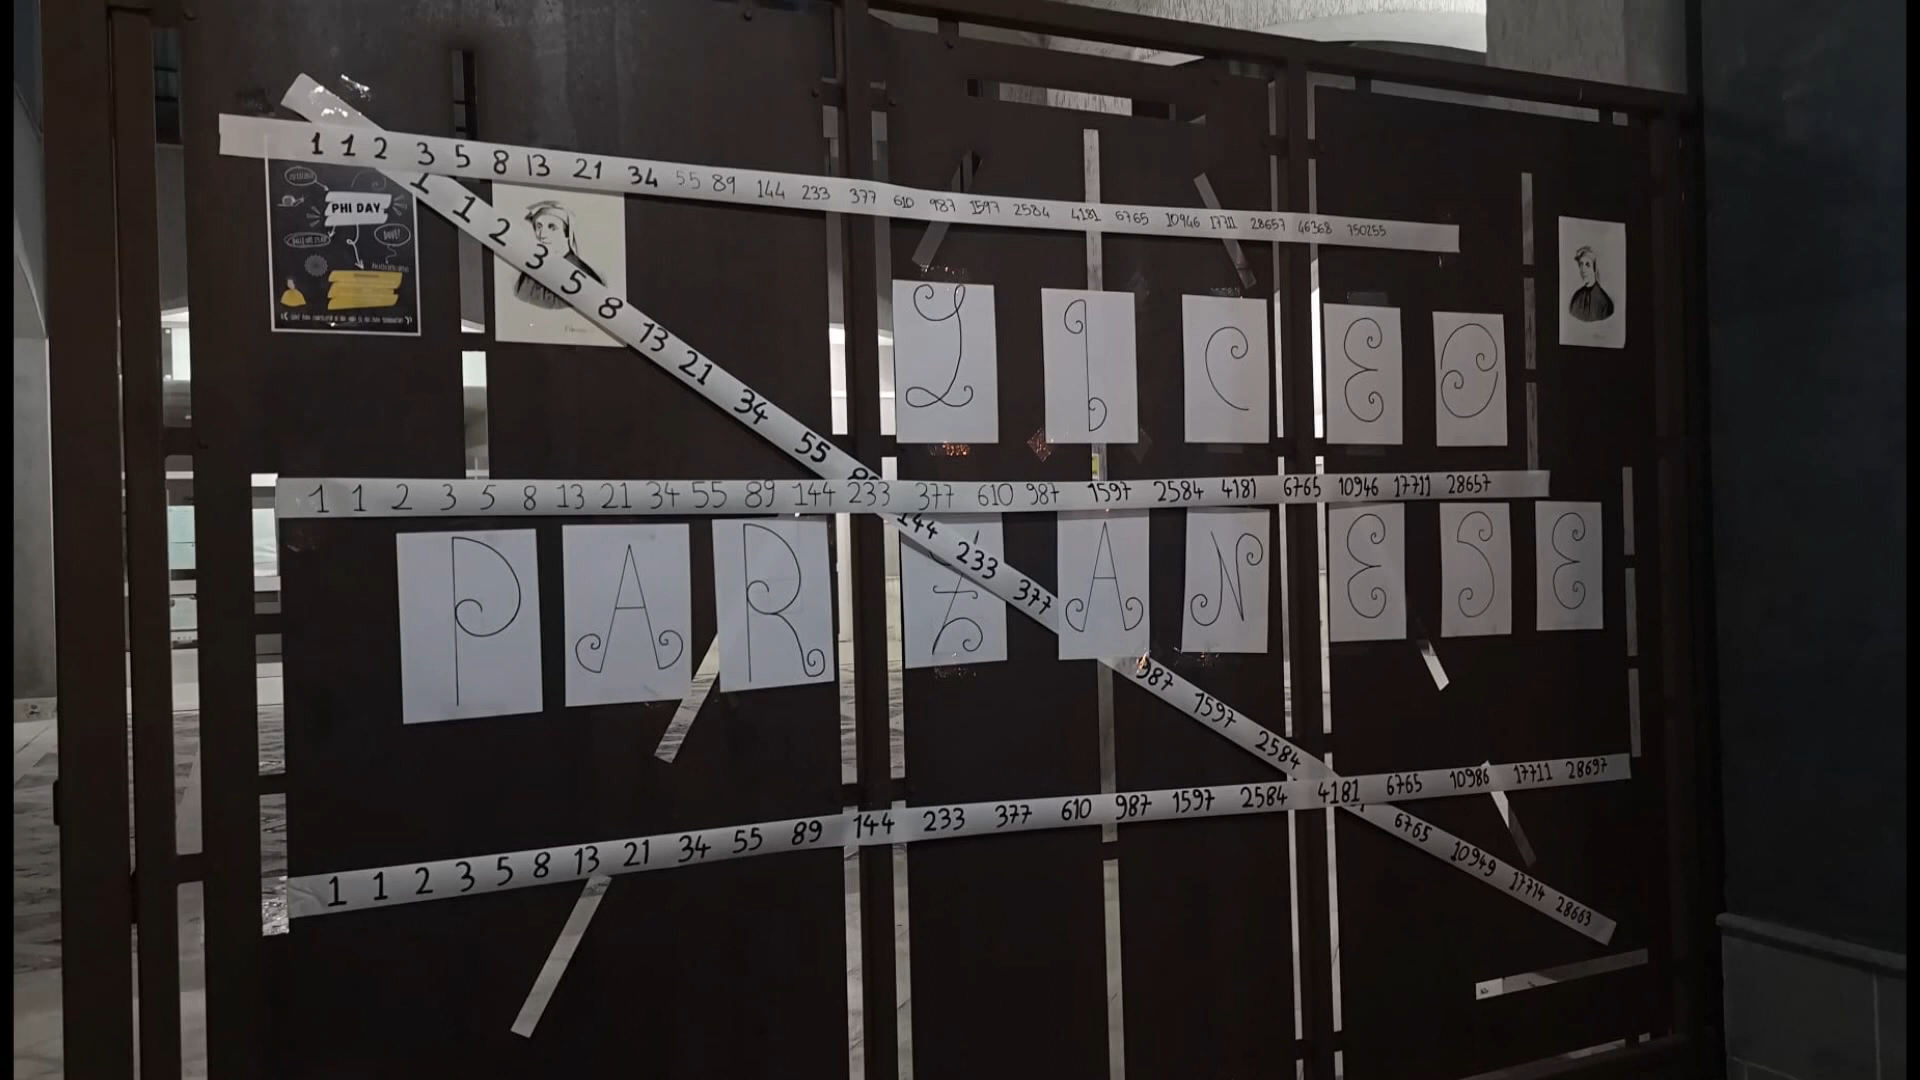 1 1 2 3 5 8 13 21 34 55 89 144 233 377 610 987 1597 2584 4181 6765 10946 17711 28657 46368 750255
PHI DAY
1 1 2 3 5 8 13 21 34 55 89 144 233 377 987 1597 2584 6765 10949 17714 28663
LICEO
1 1 2 3 5 8 13 21 34 55 89 144 233 377 610 987 1597 2584 4181 6765 10946 17711 28657
PARZANESE
1 1 2 3 5 8 13 21 34 55 89 144 233 377 610 987 1597 2584 4181 6765 10986 17711 28697